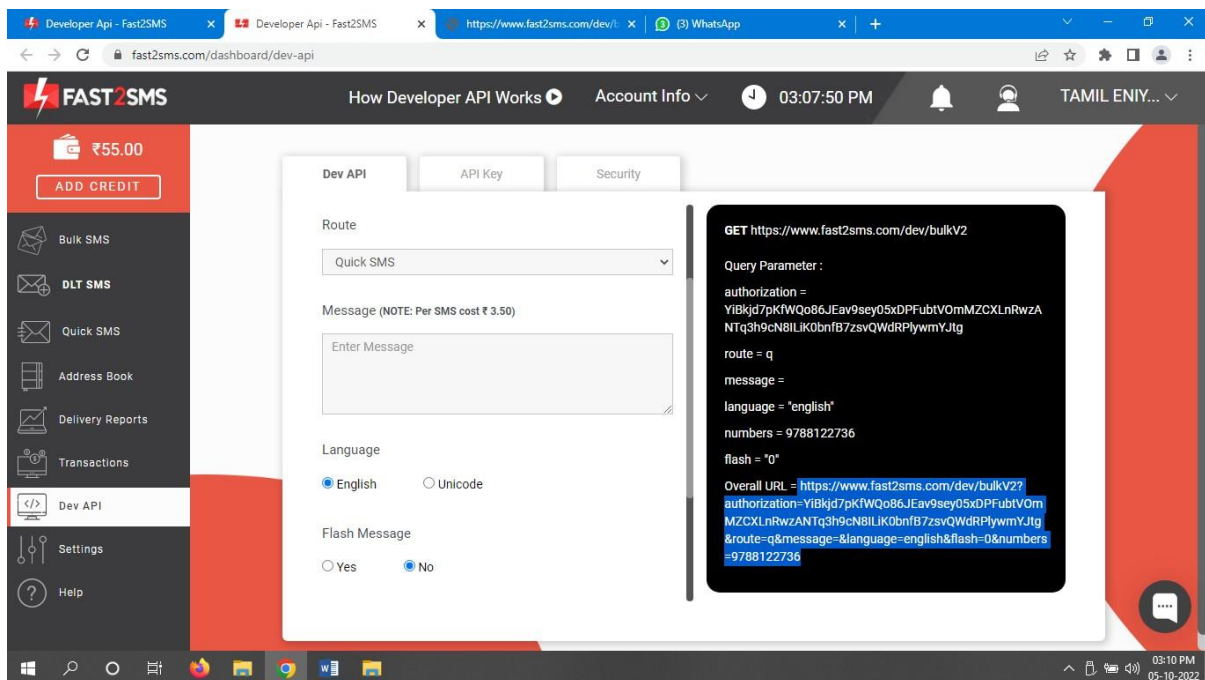 Developer Api - Fast2SMS
Developer Api - Fast2SMS
https://www.fast2sms.com/dev/b
(3) WhatsApp
fast2sms.com/dashboard/dev-api
FAST2SMS
How Developer API Works
Account Info
03:07:50 PM
TAMIL ENIY...
₹55.00
ADD CREDIT
Bulk SMS
DLT SMS
Quick SMS
Address Book
Delivery Reports
Transactions
Dev API
Settings
Help
Dev API
API Key
Security
Route
Quick SMS
Message (NOTE: Per SMS cost ₹ 3.50)
Enter Message
Language
English
Unicode
Flash Message
Yes
No
GET https://www.fast2sms.com/dev/bulkV2
Query Parameter :
authorization =
YiBkjd7pKfWQo86JEav9sey05xDPFubtVOmMZCXLnRwzA
NTq3h9cN8ILiK0bnfB7zsvQWdRPlywmYJtg
route = q
message =
language = "english"
numbers = 9788122736
flash = "0"
Overall URL = https://www.fast2sms.com/dev/bulkV2?
authorization=YiBkjd7pKfWQo86JEav9sey05xDPFubtVOm
MZCXLnRwzANTq3h9cN8ILiK0bnfB7zsvQWdRPlywmYJtg
&route=q&message=&language=english&flash=0&numbers
=9788122736
03:10 PM
05-10-2022